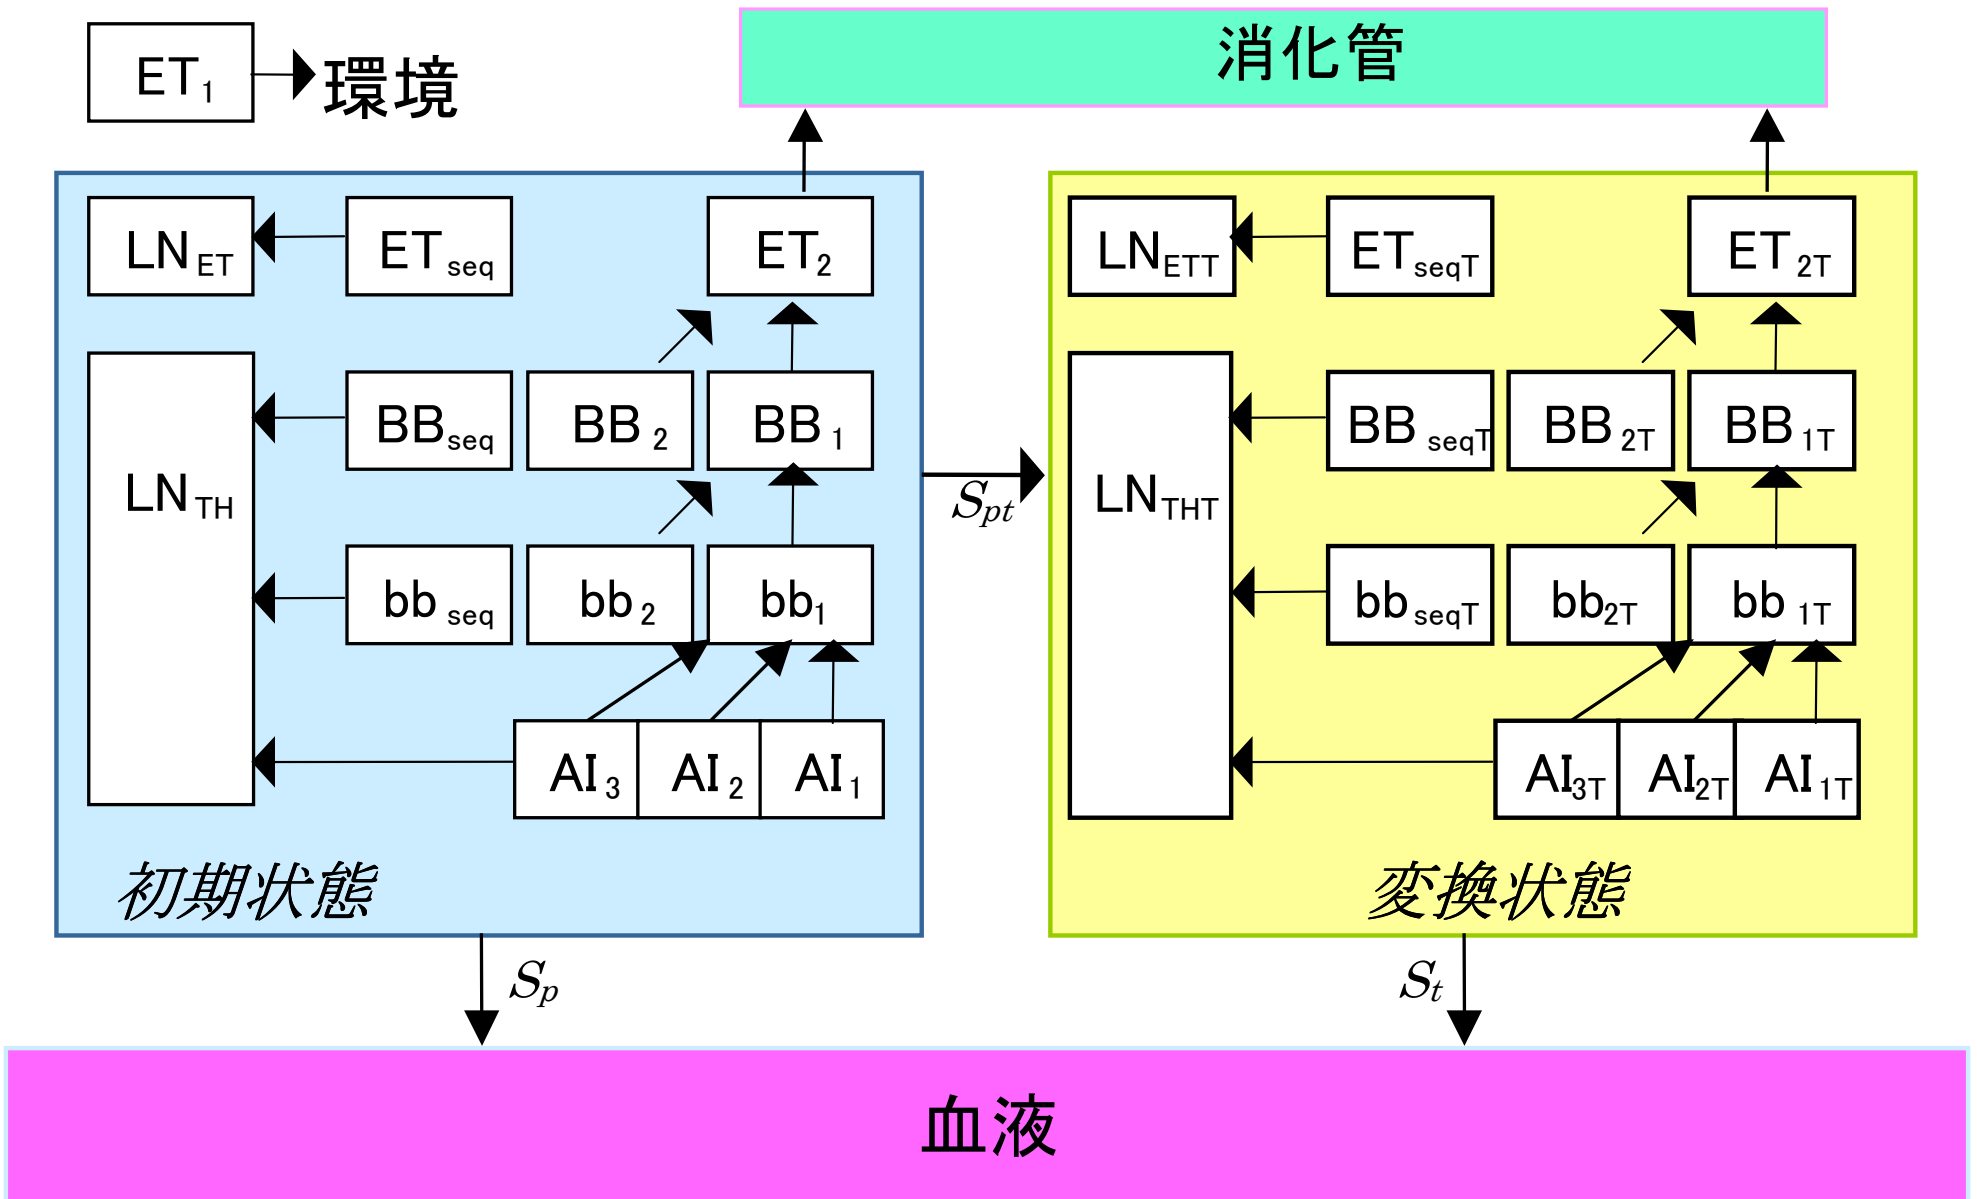 消化管
ET1
環境
LNET
ETseq
ET2
LNETT
ETseqT
ET2T
BBseq
BB2
BB1
BBseqT
BB2T
BB1T
LNTH
LNTHT
Spt
bbseq
bb2
bb1
bbseqT
bb2T
bb1T
AI3
AI2
AI1
AI3T
AI2T
AI1T
初期状態
変換状態
Sp
St
血液